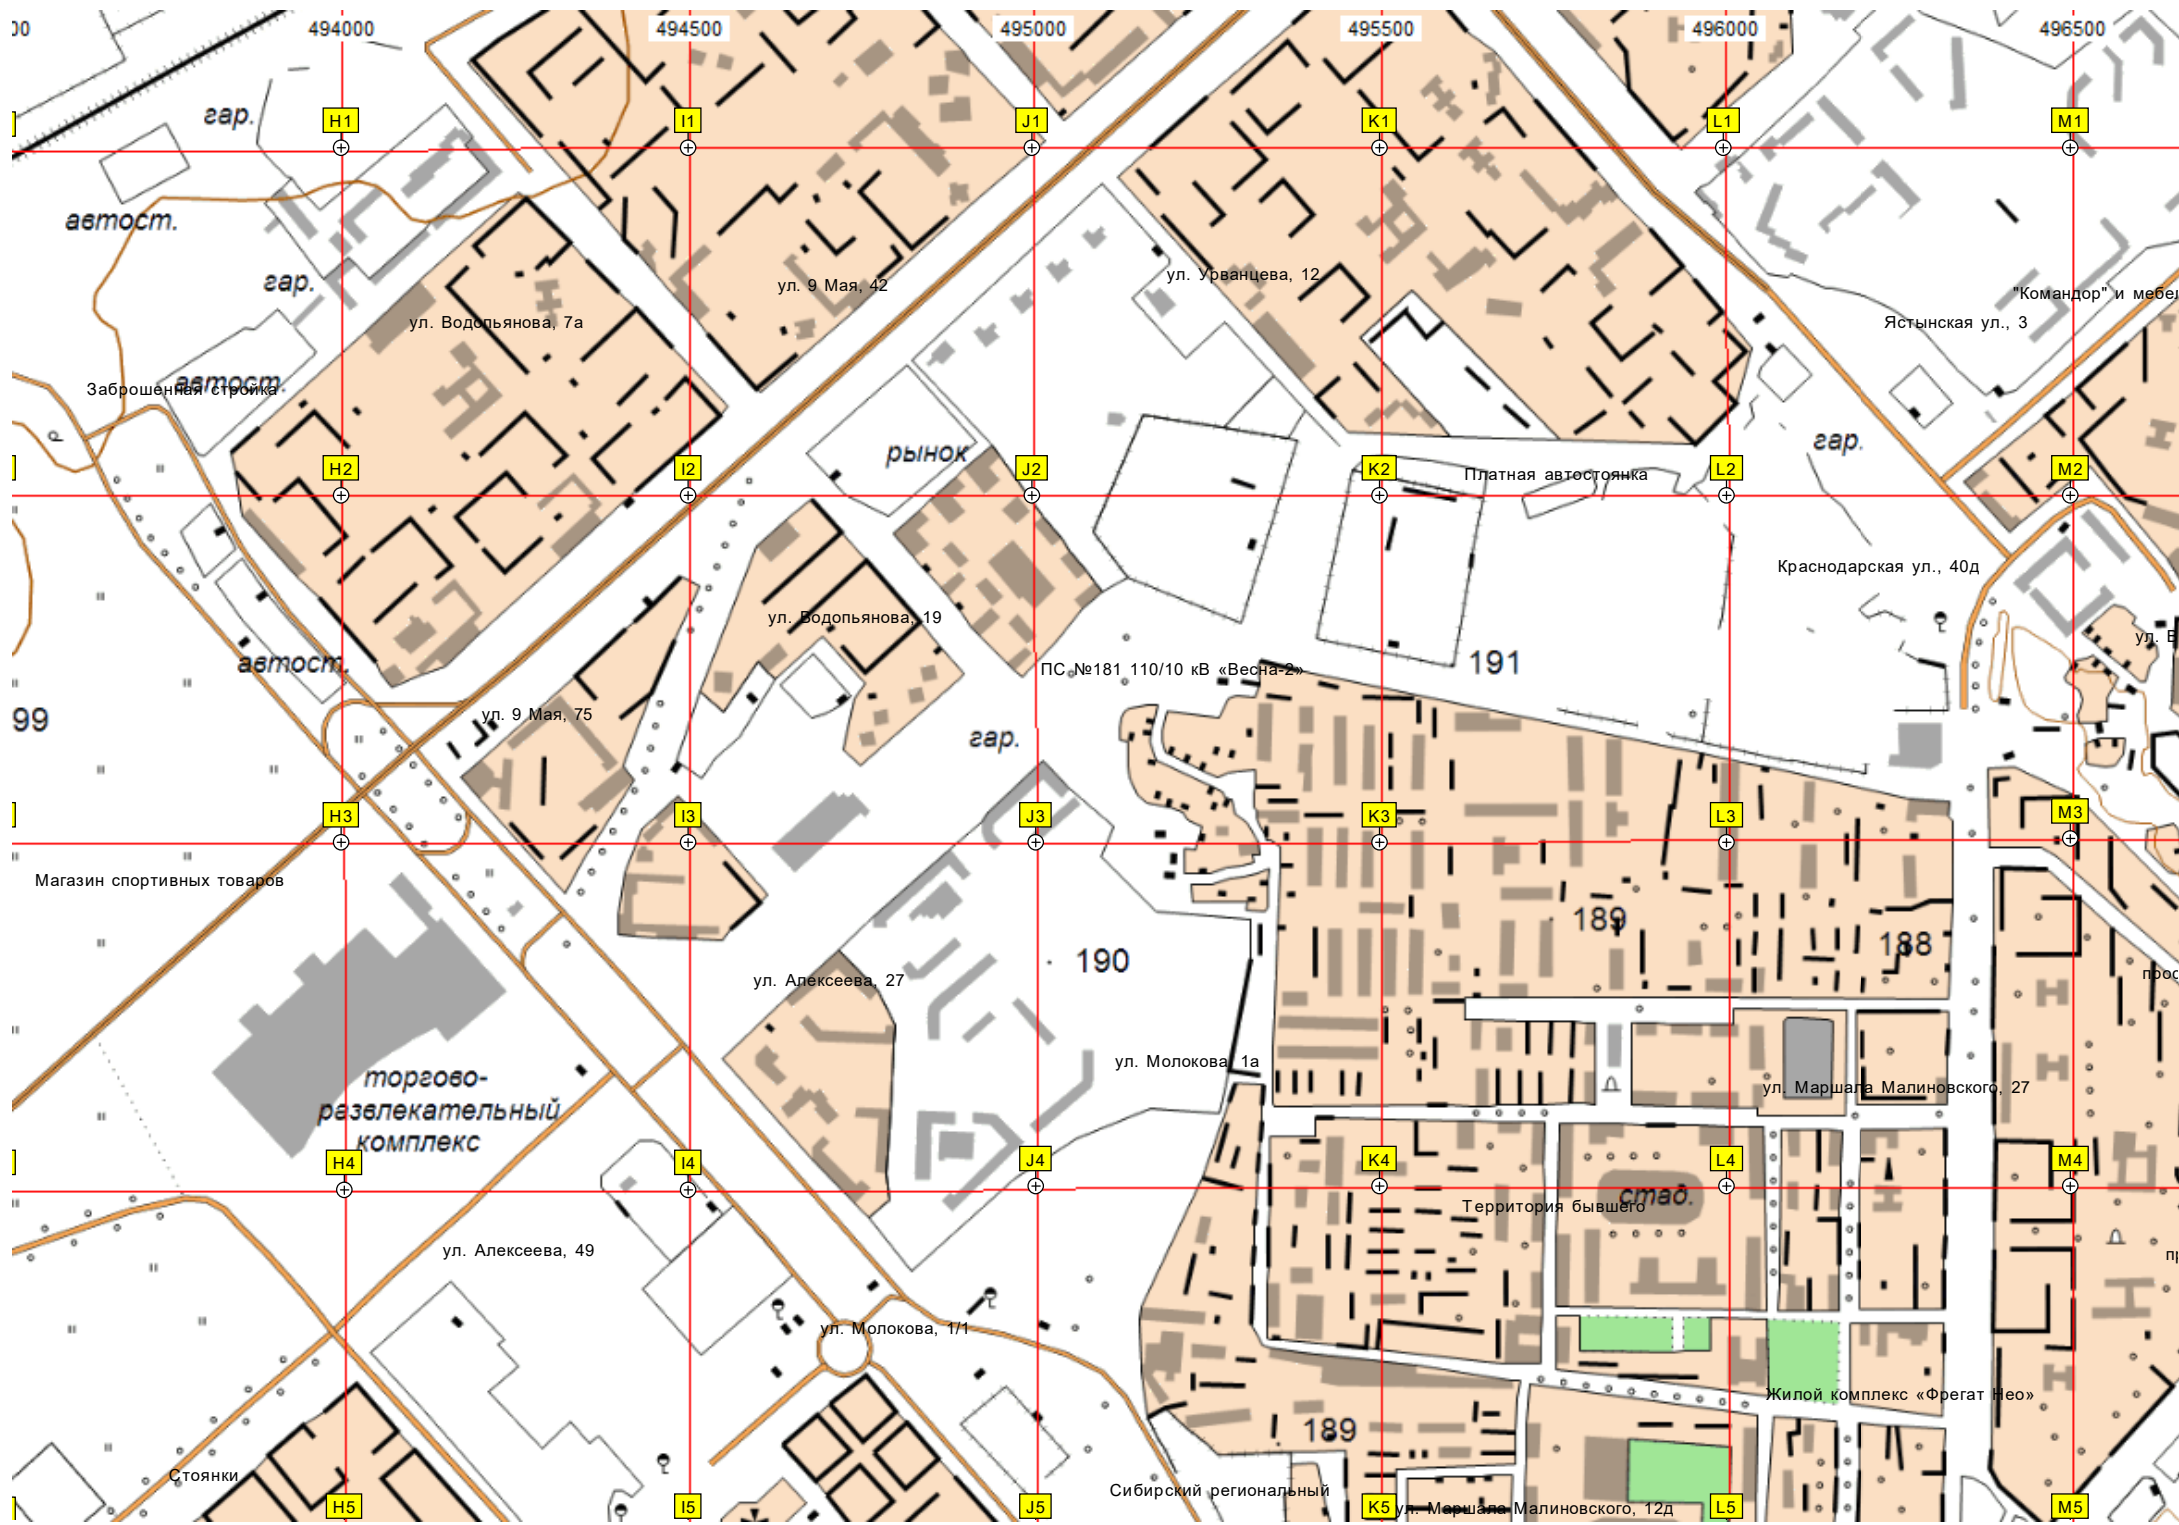 00
494000
494500
495000
495500
496000
496500
гар.
H1
I1
J1
K1
L1
M1
автост.
гар.
ул. 9 Мая, 42
ул. Урванцева, 12
"Командор" и мебел
ул. Водопьянова, 7а
Ястынская ул., 3
автост.
Заброшенная стройка
рынок
гар.
H2
I2
J2
K2
Платная автостоянка
L2
M2
Краснодарская ул., 40д
ул. Водопьянова, 19
ул. В
автост.
ПС №181 110/10 кВ «Весна-2»
191
99
ул. 9 Мая, 75
гар.
H3
I3
J3
K3
L3
M3
Магазин спортивных товаров
189
188
190
ул. Алексеева, 27
прос
ул. Молокова, 1а
торгово-
развлекательный
комплекс
ул. Маршала Малиновского, 27
H4
I4
J4
K4
L4
M4
стад.
Территория бывшего
ул. Алексеева, 49
пр
ул. Молокова, 1/1
Жилой комплекс «Фрегат Нео»
189
Стоянки
Сибирский региональный
H5
I5
J5
K5
ул. Маршала Малиновского, 12д
L5
M5